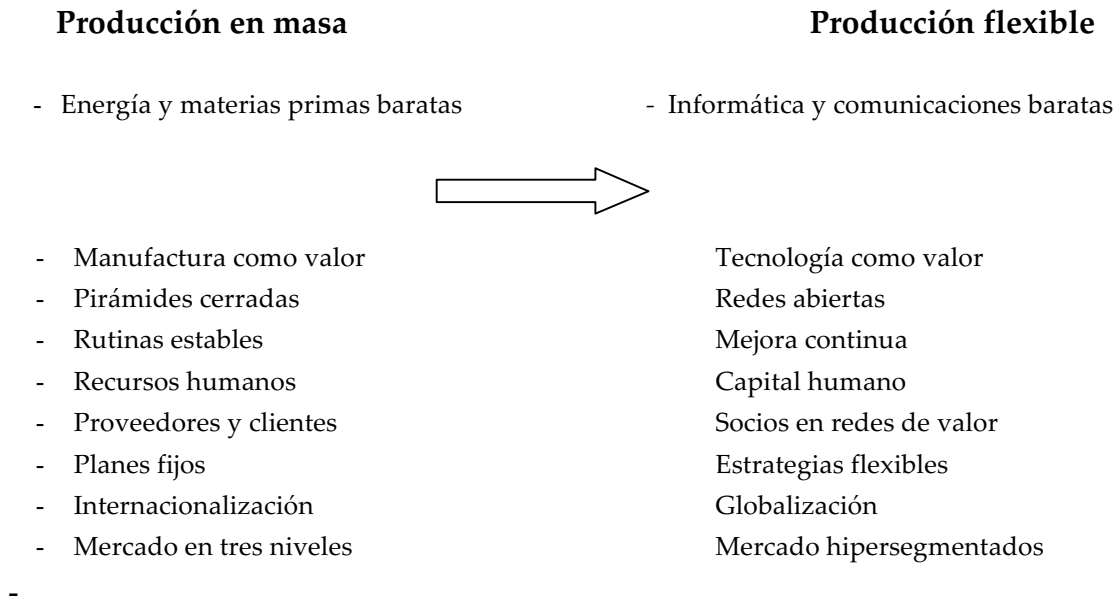 Producción en masa Producción flexible
- Energía y materias primas baratas - Informática y comunicaciones baratas
- Manufactura como valor Tecnología como valor
- Pirámides cerradas Redes abiertas
- Rutinas estables Mejora continua
- Recursos humanos Capital humano
- Proveedores y clientes Socios en redes de valor
- Planes fijos Estrategias flexibles
- Internacionalización Globalización
- Mercado en tres niveles Mercado hipersegmentados
-